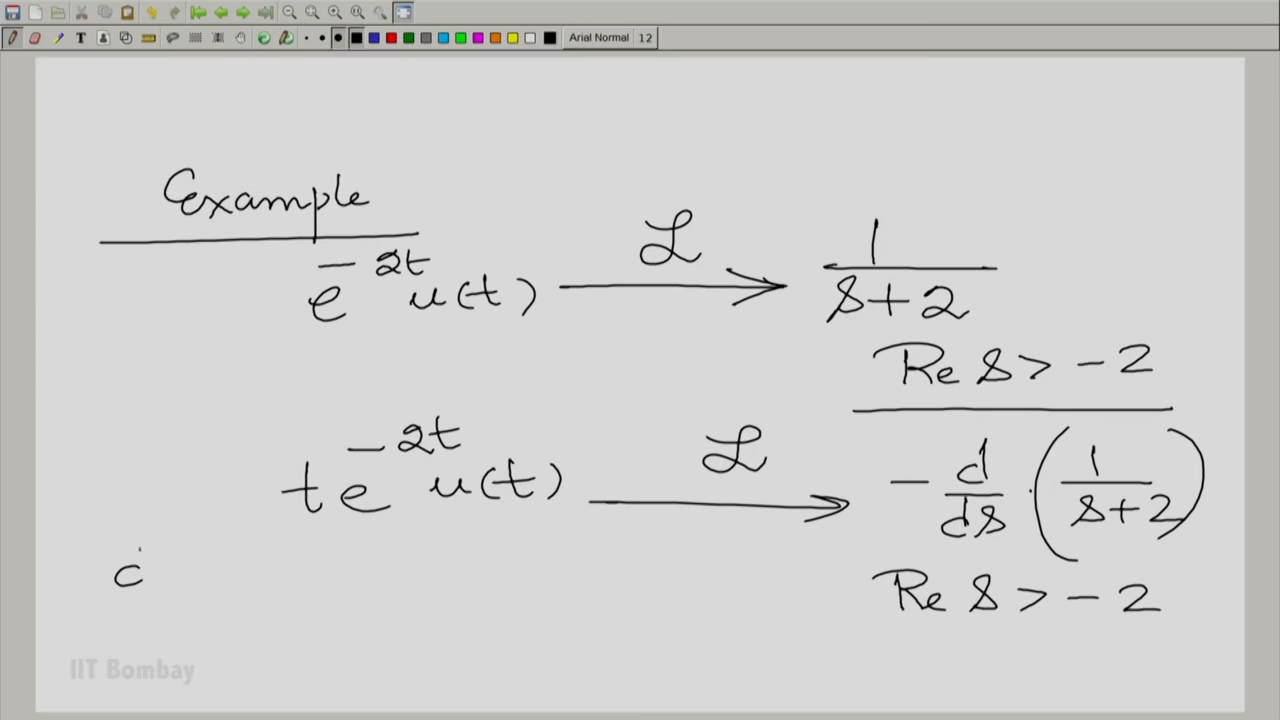 Arial Normal 12
Example
e^{-2t} u(t) ℒ→ 1/(s+2)
Re s > -2
t e^{-2t} u(t) ℒ→ - d/ds · (1/(s+2))
Re s > -2
IIT Bombay